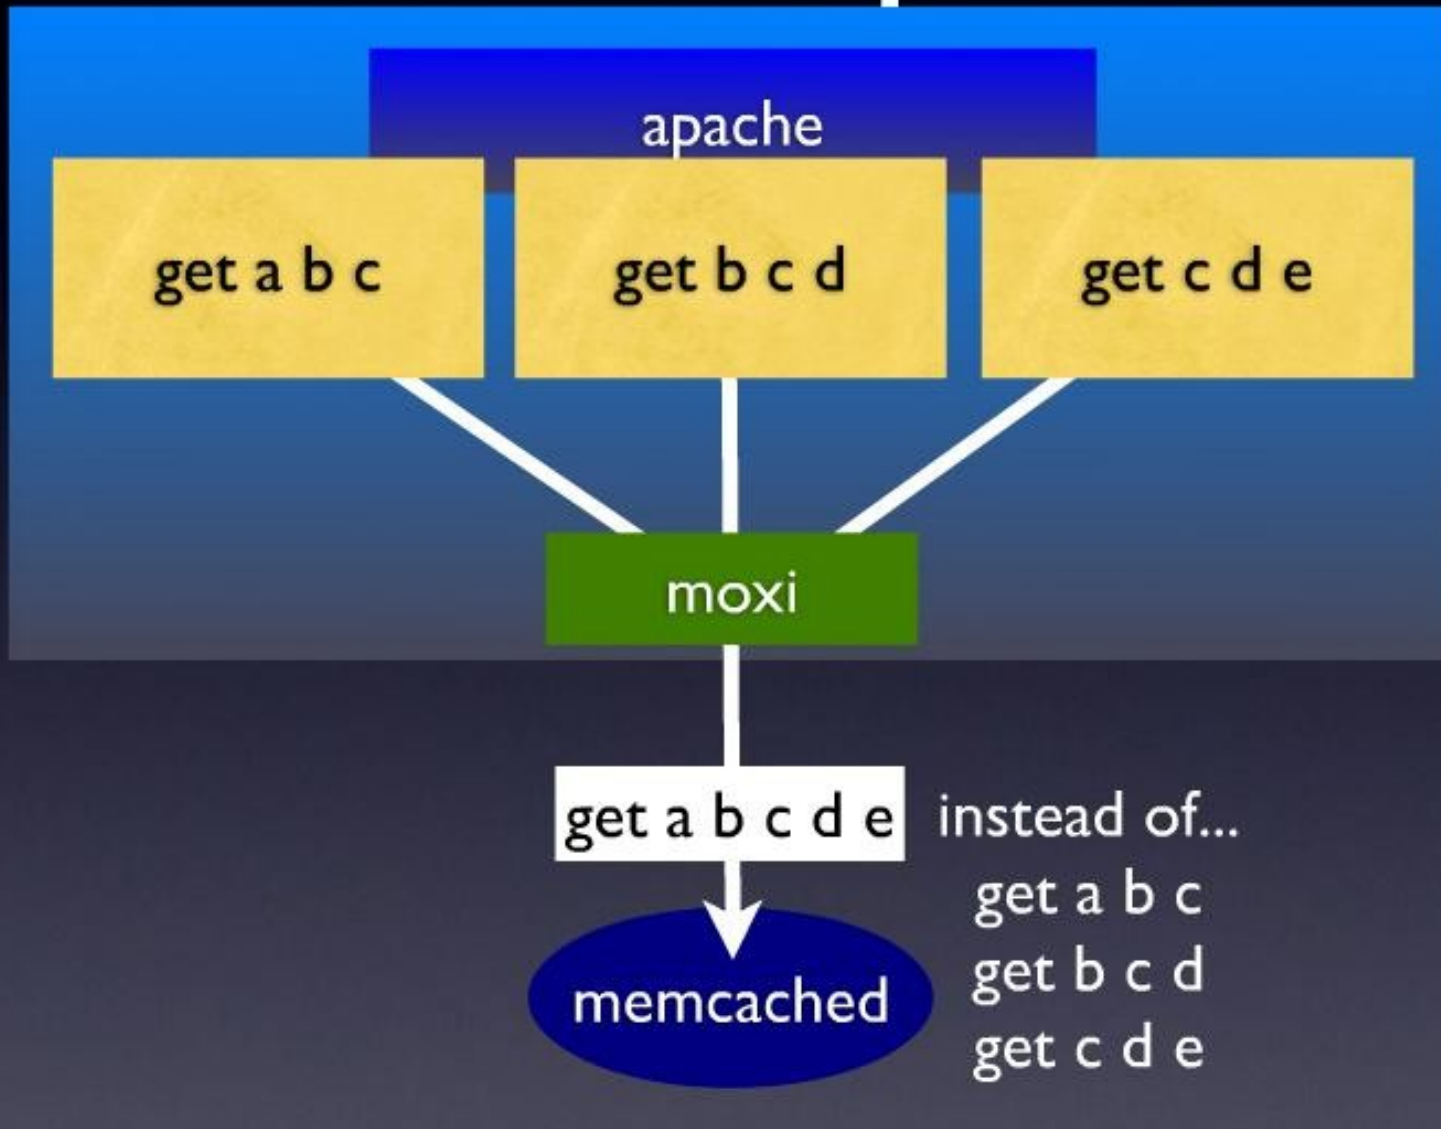 apache
get a b c
get b c d
get c d e
moxi
get a b c d e
instead of...
get a b c
get b c d
get c d e
memcached